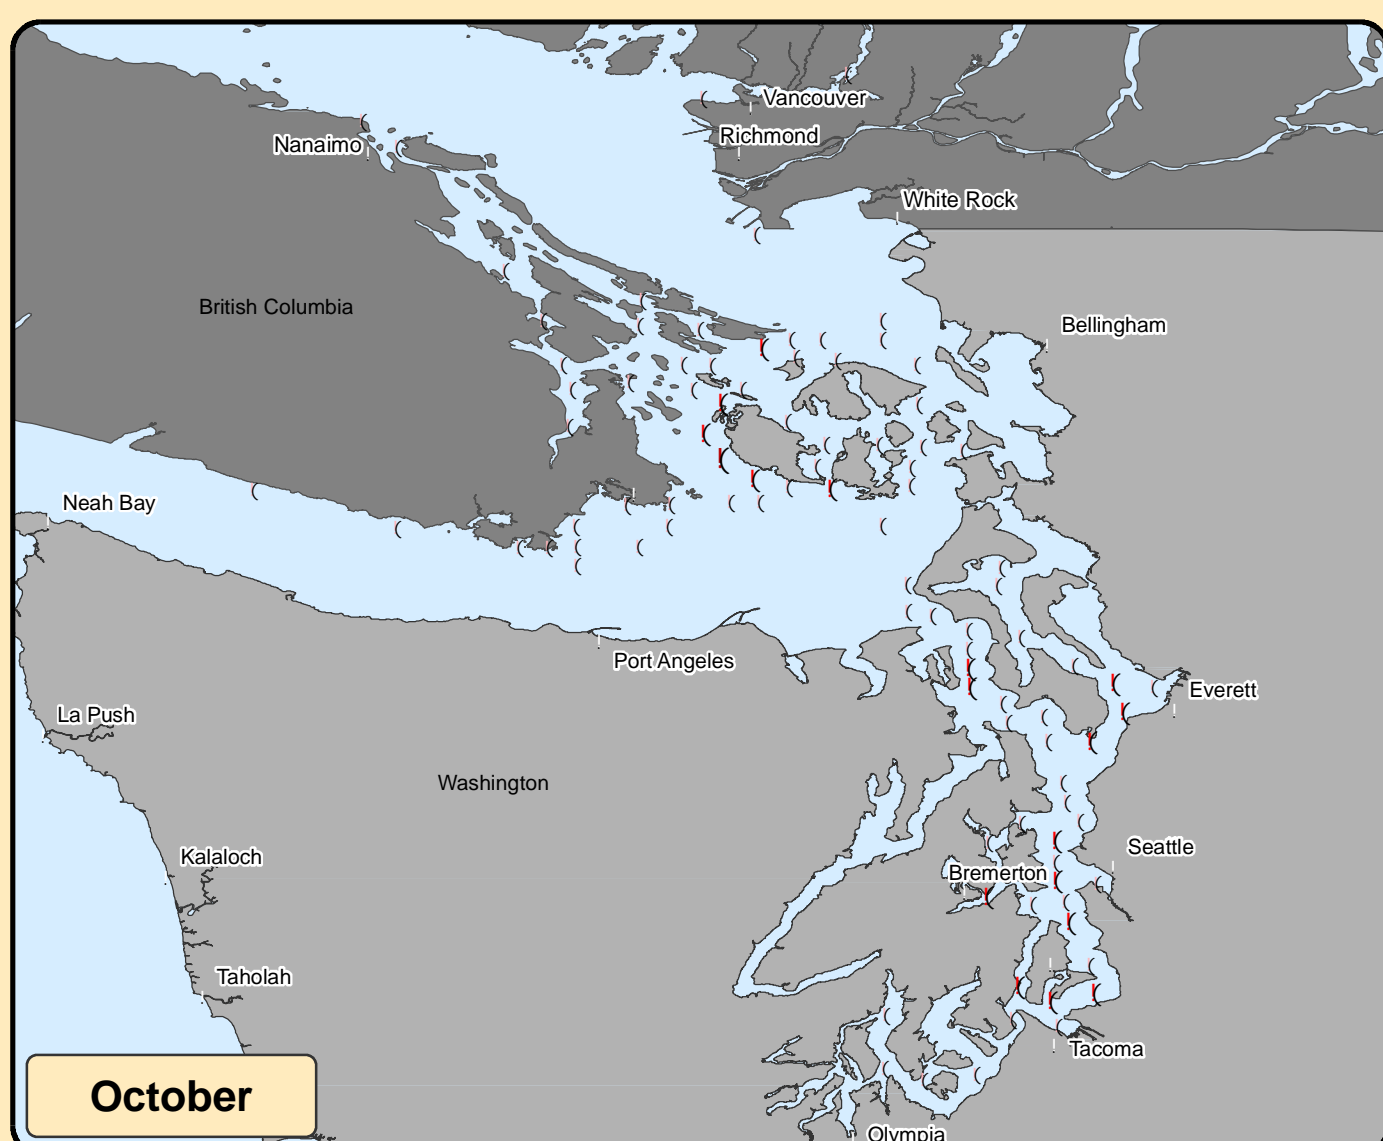 Vancouver
Richmond
Nanaimo
White Rock
British Columbia
Bellingham
Neah Bay
Port Angeles
Everett
La Push
Washington
Seattle
Kalaloch
Bremerton
Taholah
Tacoma
October
Olympia